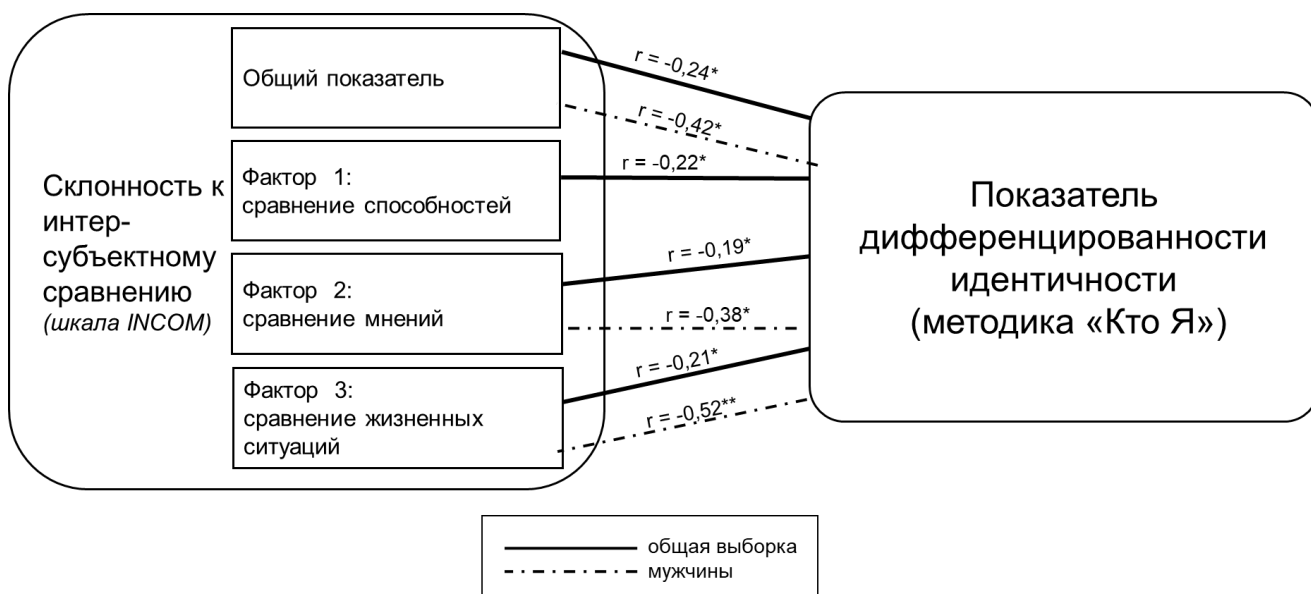 Склонность к
интер-
субъектному
сравнению
(шкала INCOM)
Общий показатель
Фактор 1:
сравнение способностей
Фактор 2:
сравнение мнений
Фактор 3:
сравнение жизненных
ситуаций
r = -0,24*
r = -0,42*
r = -0,22*
r = -0,19*
r = -0,38*
r = -0,21*
r = -0,52**
Показатель
дифференцированности
идентичности
(методика «Кто Я»)
общая выборка
мужчины